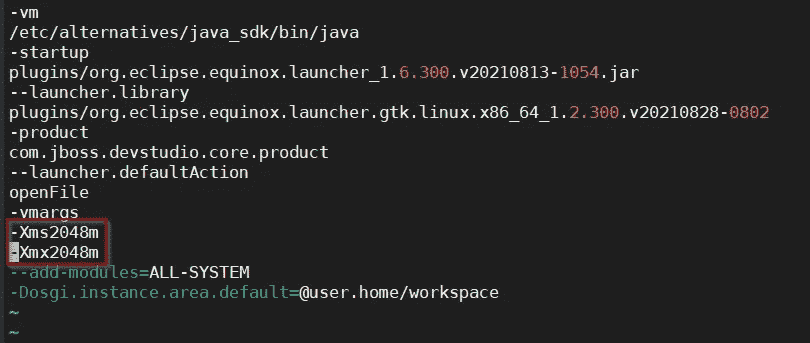 -vm
/etc/alternatives/java_sdk/bin/java
-startup
plugins/org.eclipse.equinox.launcher_1.6.300.v20210813-1054.jar
--launcher.library
plugins/org.eclipse.equinox.launcher.gtk.linux.x86_64_1.2.300.v20210828-0802
-product
com.jboss.devstudio.core.product
--launcher.defaultAction
openFile
-vmargs
-Xms2048m
-Xmx2048m
--add-modules=ALL-SYSTEM
-Dosgi.instance.area.default=@user.home/workspace
~
~